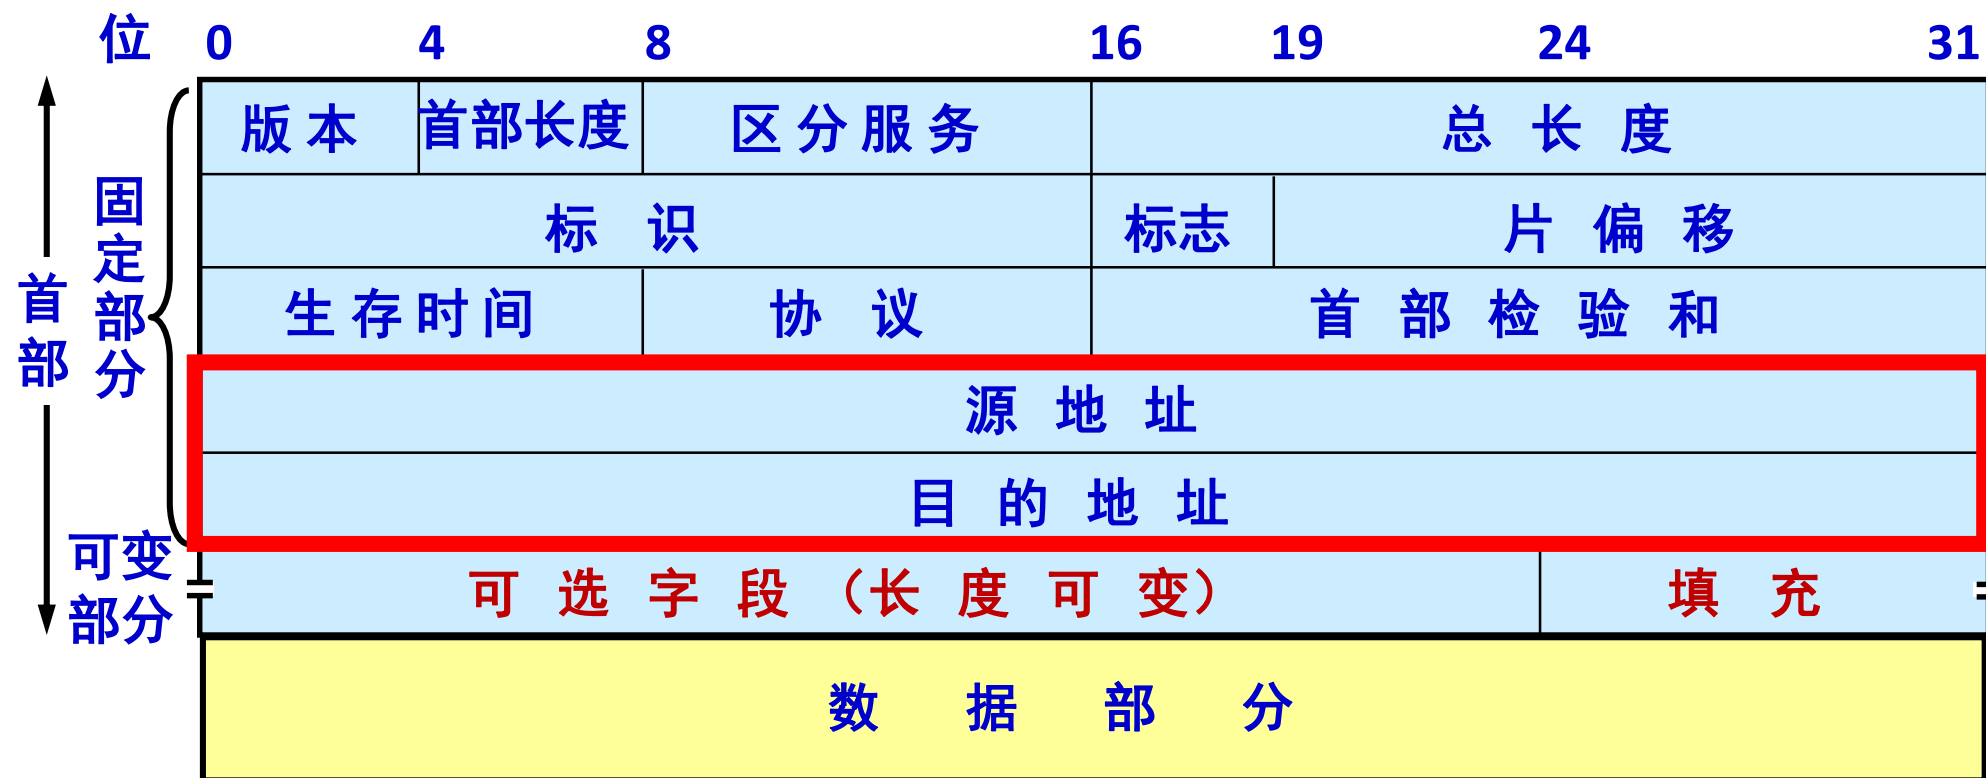 位 0 4 8 16 19 24 31
版本 首部长度 区分服务 总长度
标识 标志 片偏移
生存时间 协议 首部检验和
源地址
目的地址
可选字段（长度可变） 填充
数据部分
首部
固定部分
可变
部分